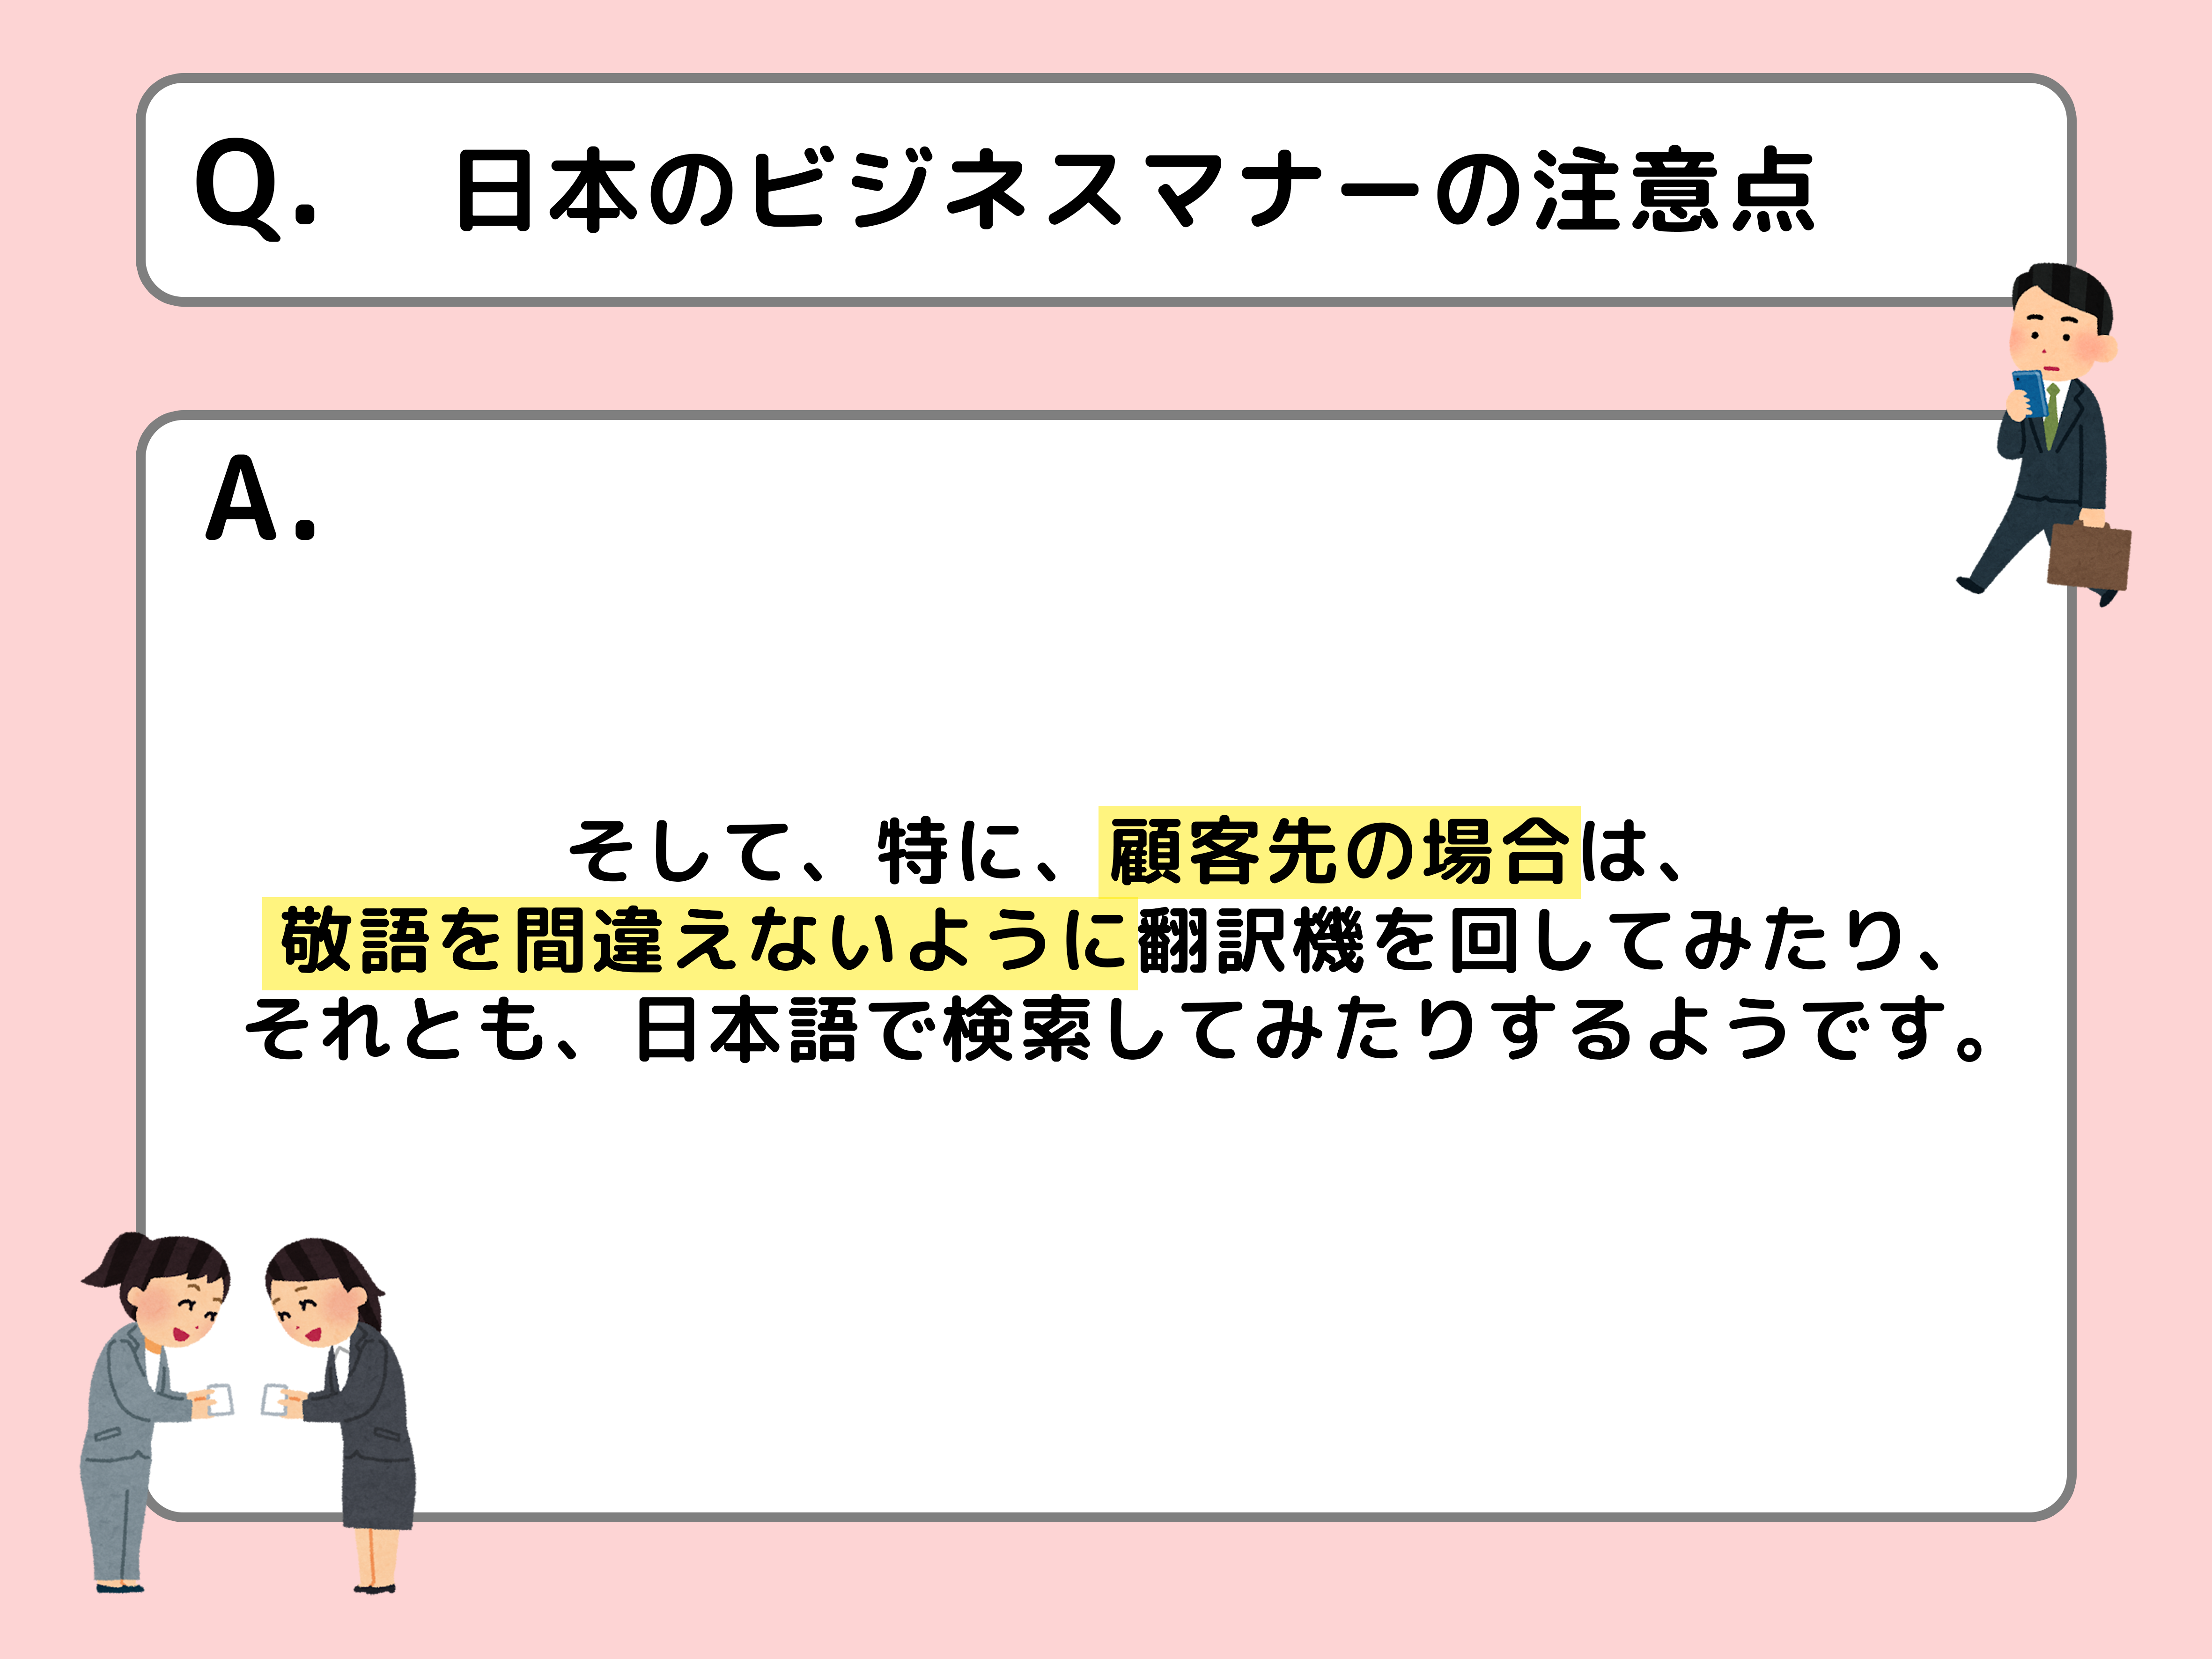 Q. 日本のビジネスマナーの注意点
A.
そして、特に、顧客先の場合は、
敬語を間違えないように翻訳機を回してみたり、
それとも、日本語で検索してみたりするようです。